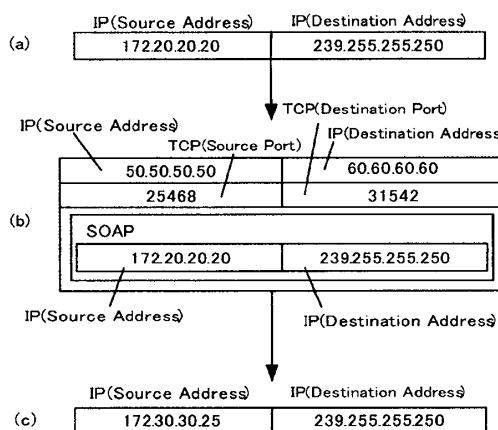 IP(Source Address) IP(Destination Address)
(a) 172.20.20.20 239.255.255.250
TCP(Destination Port)
IP(Source Address) IP(Destination Address)
TCP(Source Port)
50.50.50.50 60.60.60.60
25468 31542
(b)
SOAP
172.20.20.20 239.255.255.250
IP(Source Address) IP(Destination Address)
IP(Source Address) IP(Destination Address)
(c) 172.30.30.25 239.255.255.250